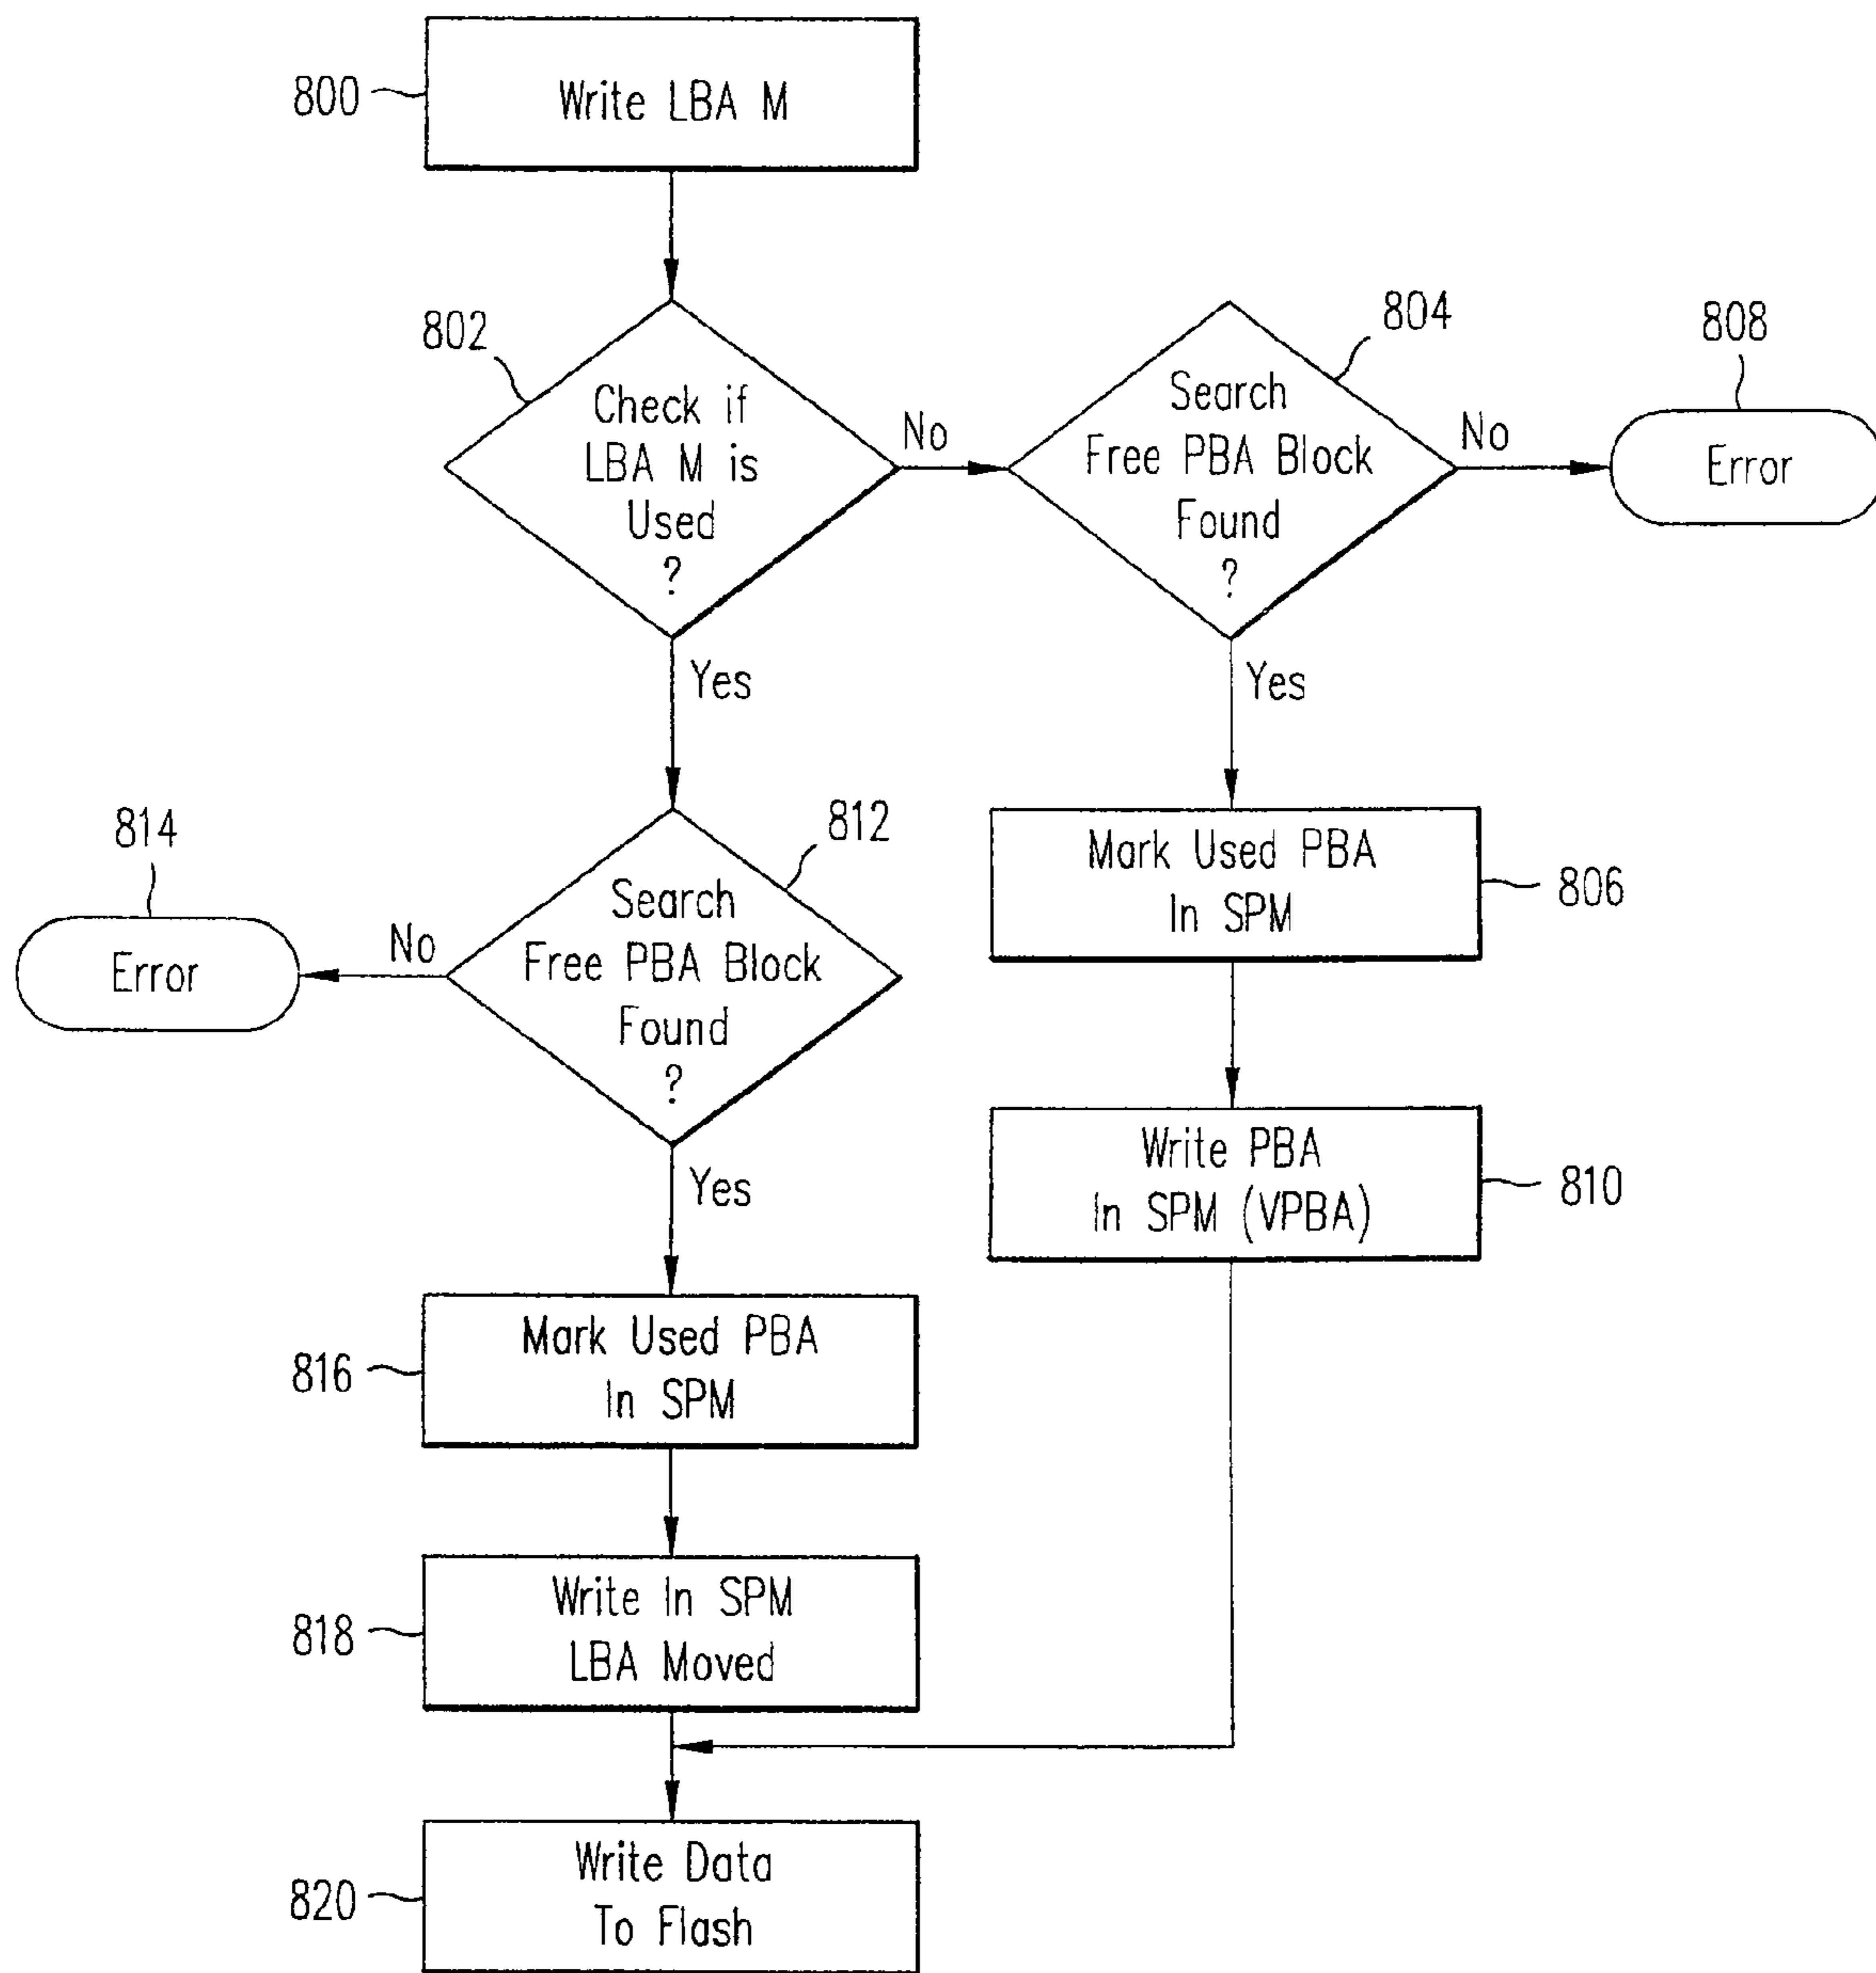 800
Write LBA M
802
Check if
LBA M is
Used
?
No
804
Search
Free PBA Block
Found
?
No
808
Error
Yes
Yes
Mark Used PBA
In SPM
806
Write PBA
In SPM (VPBA)
810
812
Search
Free PBA Block
Found
?
No
814
Error
Yes
816
Mark Used PBA
In SPM
818
Write In SPM
LBA Moved
820
Write Data
To Flash